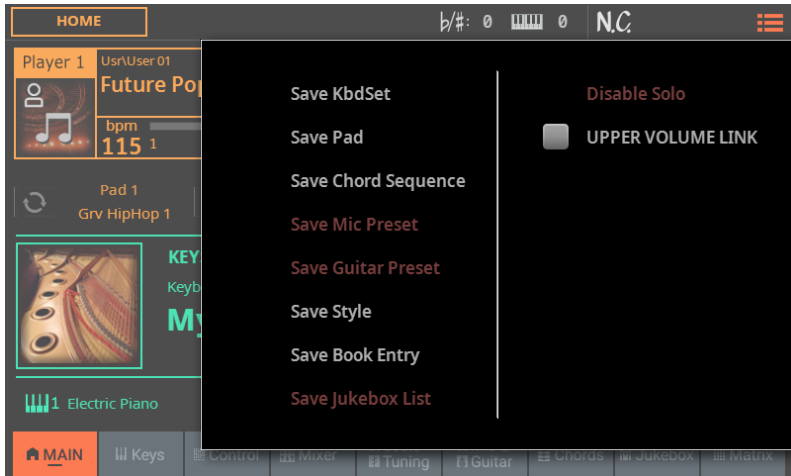 HOME
b/#: 0
0
N.C.
Player 1
Usr\User 01
Future Po
bpm
115 1
Pad 1
Grv HipHop 1
KEY
Keyb
My
1 Electric Piano
Save KbdSet
Save Pad
Save Chord Sequence
Save Mic Preset
Save Guitar Preset
Save Style
Save Book Entry
Save Jukebox List
Disable Solo
UPPER VOLUME LINK
MAIN
Keys
Control
Mixer
Tuning
Guitar
Chords
Jukebox
Matrix